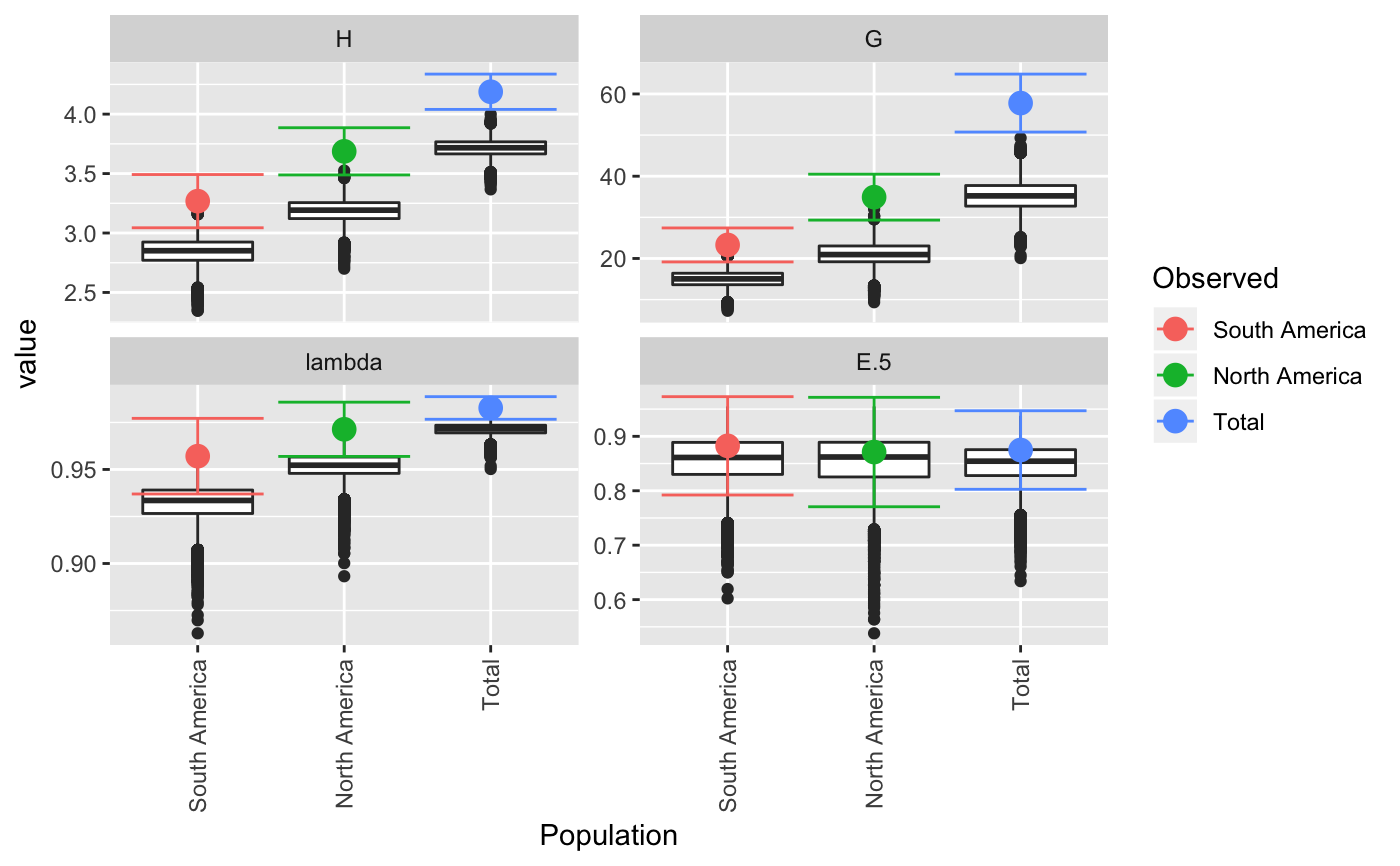 H
G
4.0
3.5
3.0
2.5
60
40
20
value
lambda
E.5
0.95
0.90
0.9
0.8
0.7
0.6
South America
North America
Total
South America
North America
Total
Population
Observed
South America
North America
Total